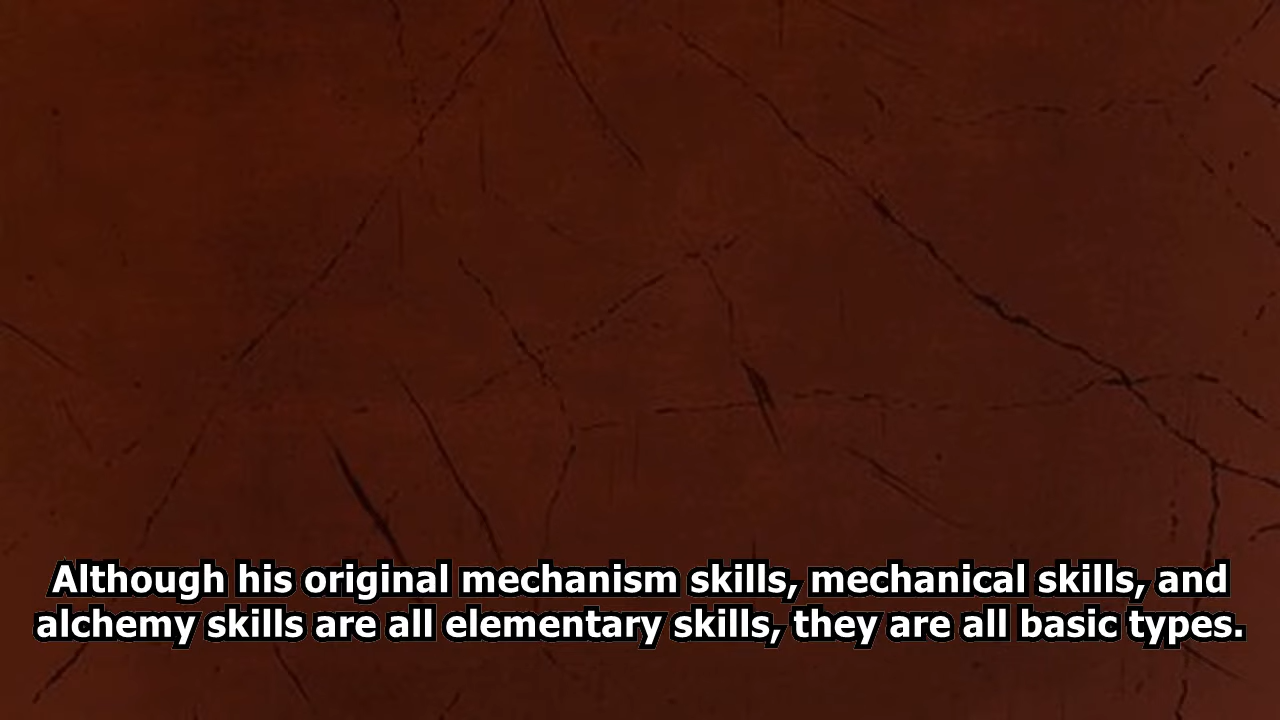 Although his original mechanism skills, mechanical skills, and
alchemy skills are all elementary skills, they are all basic types.